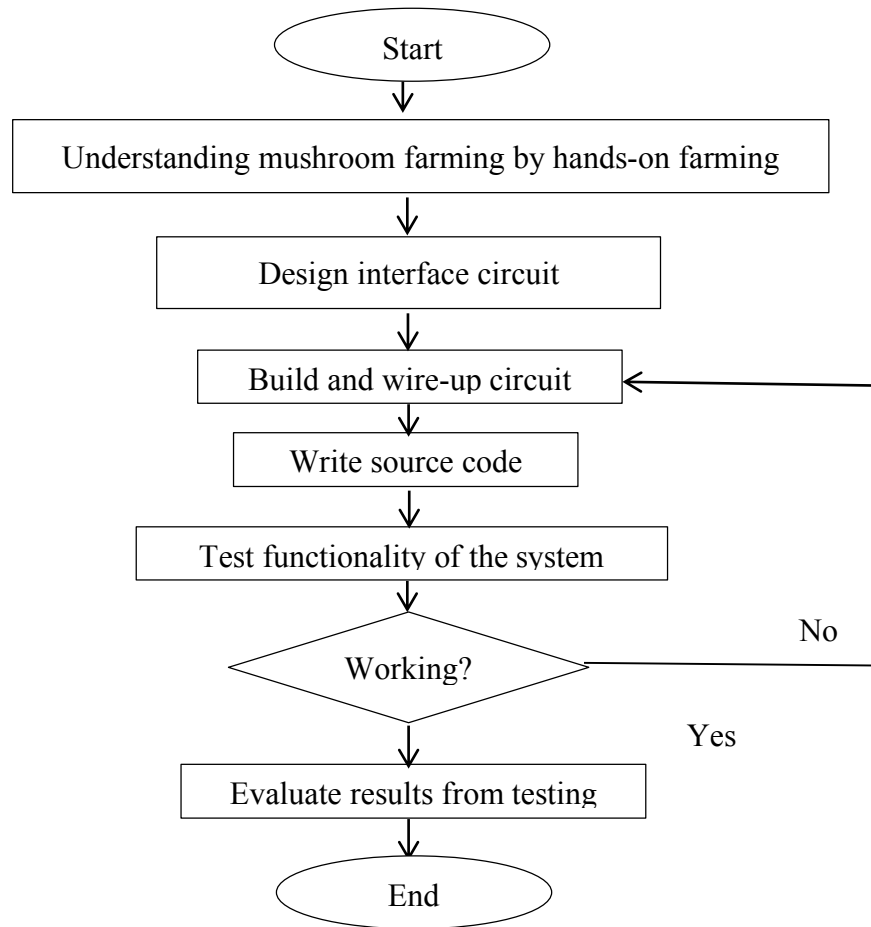 Start
Understanding mushroom farming by hands-on farming
Design interface circuit
Build and wire-up circuit
Write source code
Test functionality of the system
No
Working?
Yes
Evaluate results from testing
End